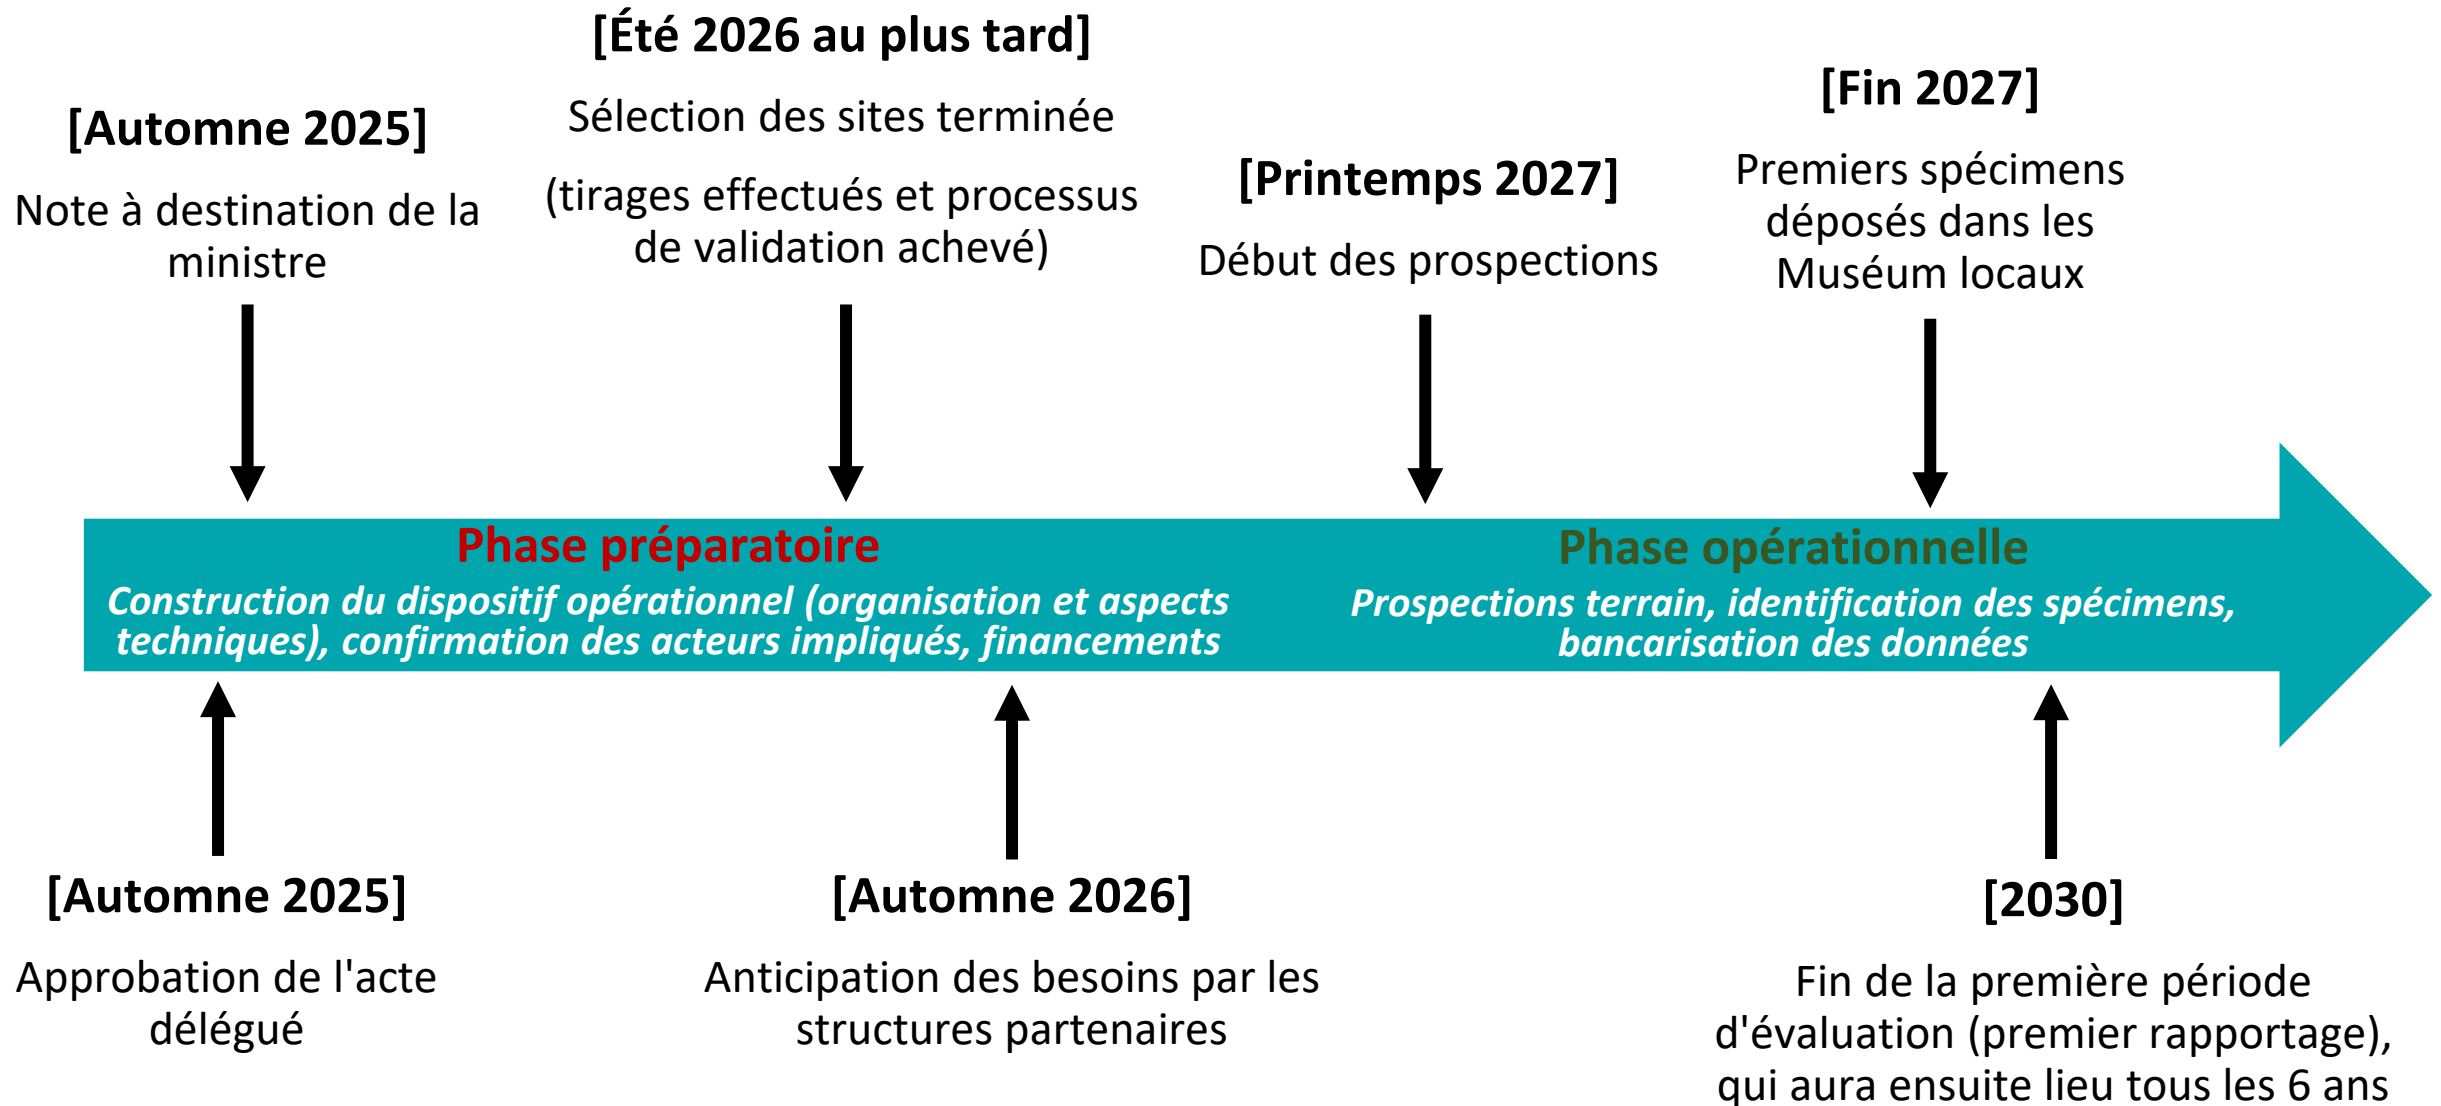 [Automne 2025]
Note à destination de la
ministre
[Été 2026 au plus tard]
Sélection des sites terminée
(tirages effectués et processus
de validation achevé)
[Printemps 2027]
Début des prospections
[Fin 2027]
Premiers spécimens
déposés dans les
Muséum locaux
Phase préparatoire
Construction du dispositif opérationnel (organisation et aspects
techniques), confirmation des acteurs impliqués, financements
Phase opérationnelle
Prospections terrain, identification des spécimens,
bancarisation des données
[Automne 2025]
Approbation de l'acte
délégué
[Automne 2026]
Anticipation des besoins par les
structures partenaires
[2030]
Fin de la première période
d'évaluation (premier rapportage),
qui aura ensuite lieu tous les 6 ans